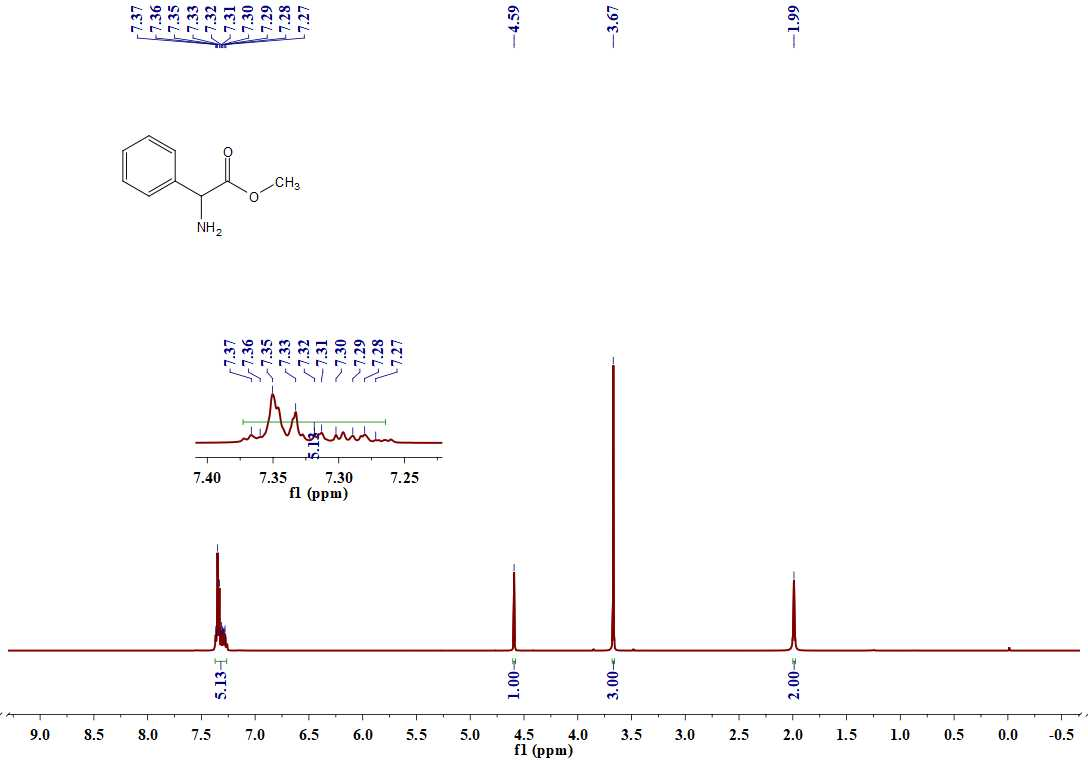 7.37 7.36 7.35 7.33 7.32 7.31 7.30 7.29 7.28 7.27 4.59 3.67 1.99
O
CH3
O
NH2
7.37 7.36 7.35 7.33 7.32 7.31 7.30 7.29 7.28 7.27
5.13
7.40 7.35 7.30 7.25
f1 (ppm)
5.13 1.00 3.00 2.00
9.0 8.5 8.0 7.5 7.0 6.5 6.0 5.5 5.0 4.5 4.0 3.5 3.0 2.5 2.0 1.5 1.0 0.5 0.0 -0.5
f1 (ppm)